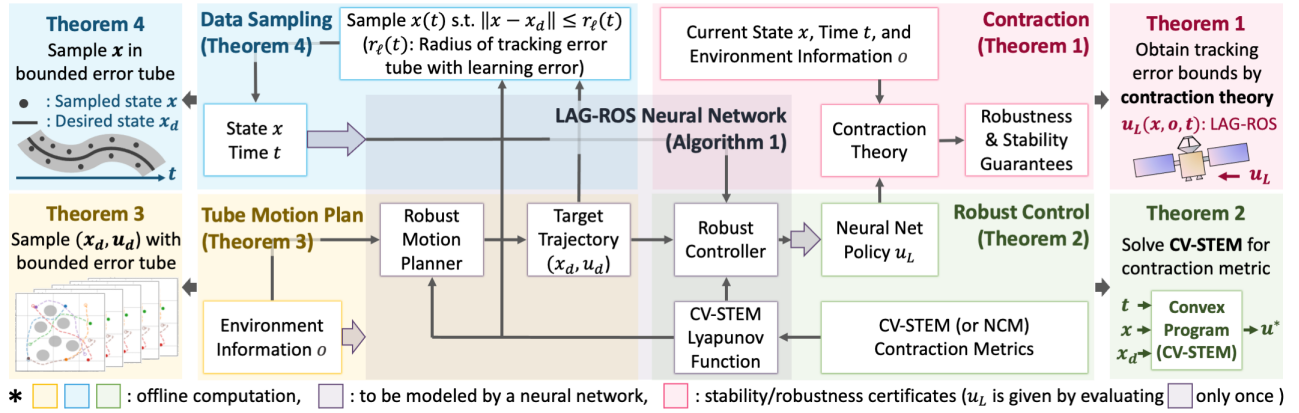 Theorem 4
Sample x in
bounded error tube
: Sampled state x
: Desired state x_d
t
Data Sampling
(Theorem 4)
Sample x(t) s.t. ‖x − x_d‖ ≤ r_ℓ(t)
(r_ℓ(t): Radius of tracking error
tube with learning error)
State x
Time t
LAG-ROS Neural Network
(Algorithm 1)
Current State x, Time t, and
Environment Information o
Contraction
(Theorem 1)
Contraction
Theory
Robustness
& Stability
Guarantees
Theorem 1
Obtain tracking
error bounds by
contraction theory
u_L(x, o, t): LAG-ROS
u_L
Theorem 3
Sample (x_d, u_d) with
bounded error tube
Tube Motion Plan
(Theorem 3)
Robust
Motion
Planner
Target
Trajectory
(x_d, u_d)
Environment
Information o
Robust
Controller
Neural Net
Policy u_L
Robust Control
(Theorem 2)
CV-STEM
Lyapunov
Function
CV-STEM (or NCM)
Contraction Metrics
Theorem 2
Solve CV-STEM for
contraction metric
t
x
x_d
Convex
Program
(CV-STEM)
u*
* : offline computation, : to be modeled by a neural network, : stability/robustness certificates (u_L is given by evaluating only once )